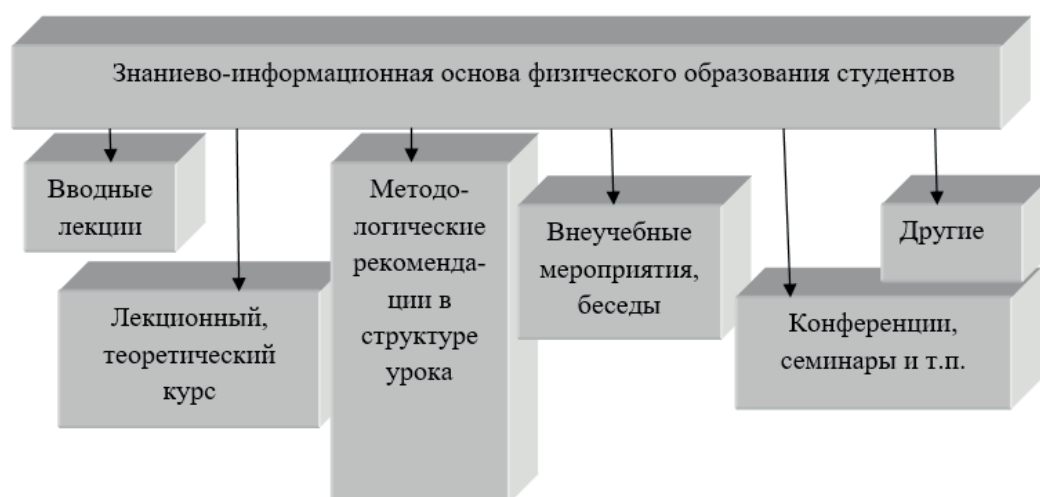 Знаниево-информационная основа физического образования студентов
Вводные
лекции
Лекционный,
теоретический
курс
Методо-
логические
рекоменда-
ции в
структуре
урока
Внеучебные
мероприятия,
беседы
Конференции,
семинары и т.п.
Другие